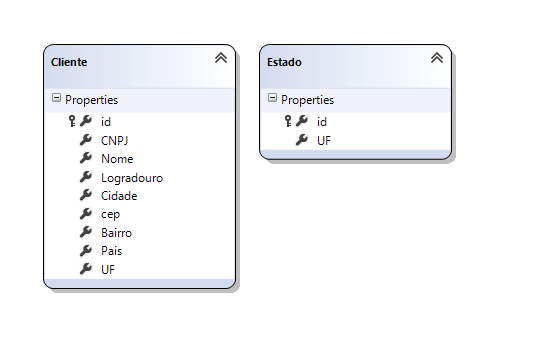 Cliente
Properties
id
CNPJ
Nome
Logradouro
Cidade
cep
Bairro
Pais
UF
Estado
Properties
id
UF